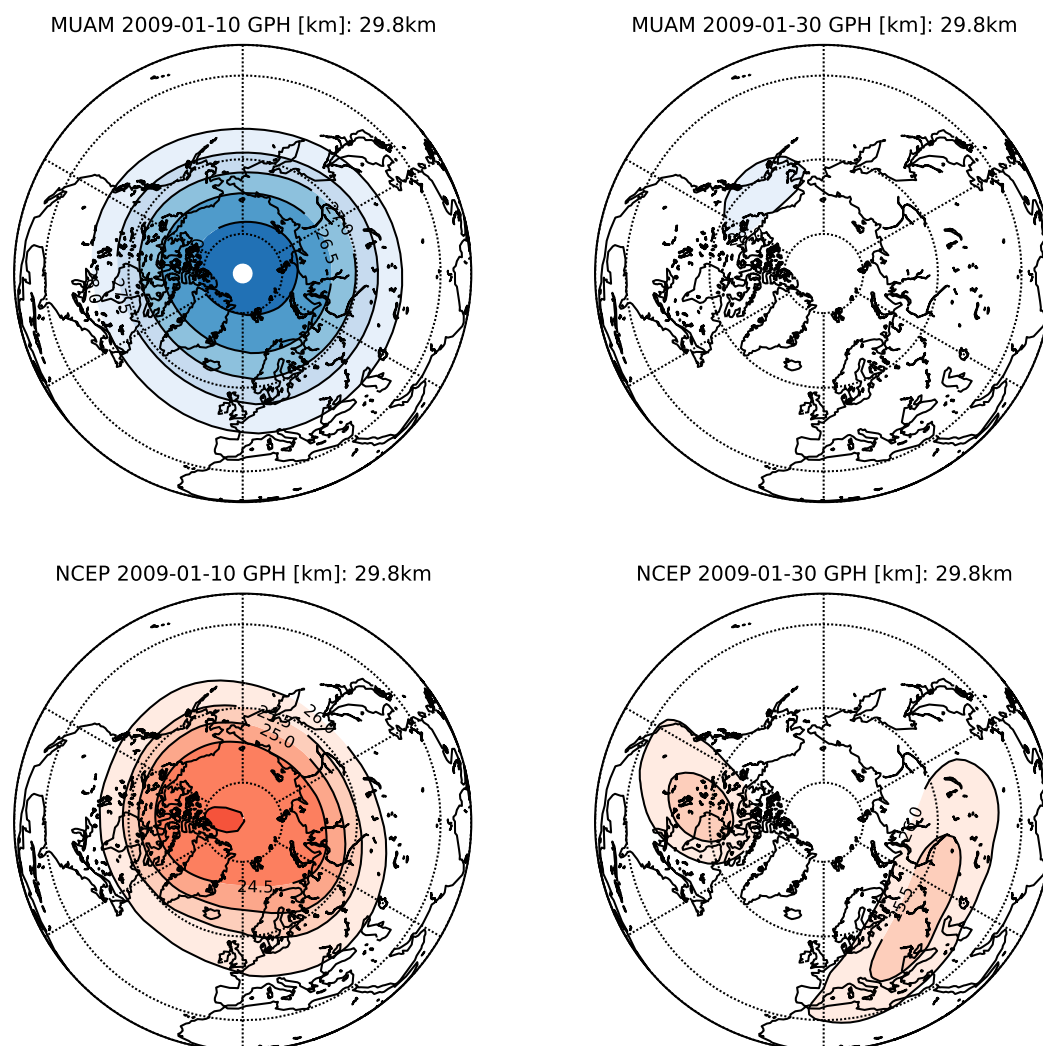 MUAM 2009-01-10 GPH [km]: 29.8km
MUAM 2009-01-30 GPH [km]: 29.8km
26.5
NCEP 2009-01-10 GPH [km]: 29.8km
NCEP 2009-01-30 GPH [km]: 29.8km
25.0
24.5